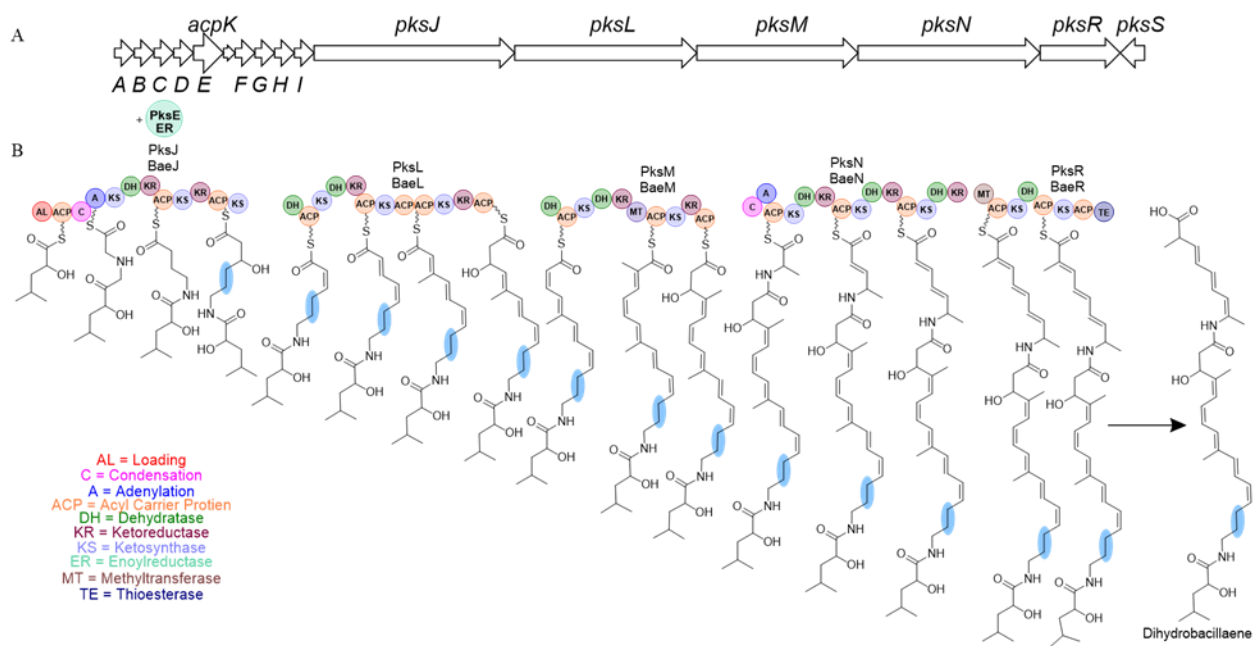 A
acpK pksJ pksL pksM pksN pksR pksS
A B C D E F G H I
+ PksE
ER
B
PksJ
BaeJ
PksL
BaeL
PksM
BaeM
PksN
BaeN
PksR
BaeR
AL ACP C A KS DH KR ACP KS KR ACP KS
DH ACP KS DH KR ACP KS ACP ACP KS KR ACP
DH ACP KS DH KR MT ACP KS KR ACP
C A ACP KS DH KR ACP KS DH KR ACP KS DH KR
MT ACP KS DH ACP KS ACP TE
AL = Loading
C = Condensation
A = Adenylation
ACP = Acyl Carrier Protien
DH = Dehydratase
KR = Ketoreductase
KS = Ketosynthase
ER = Enoylreductase
MT = Methyltransferase
TE = Thioesterase
Dihydrobacillaene